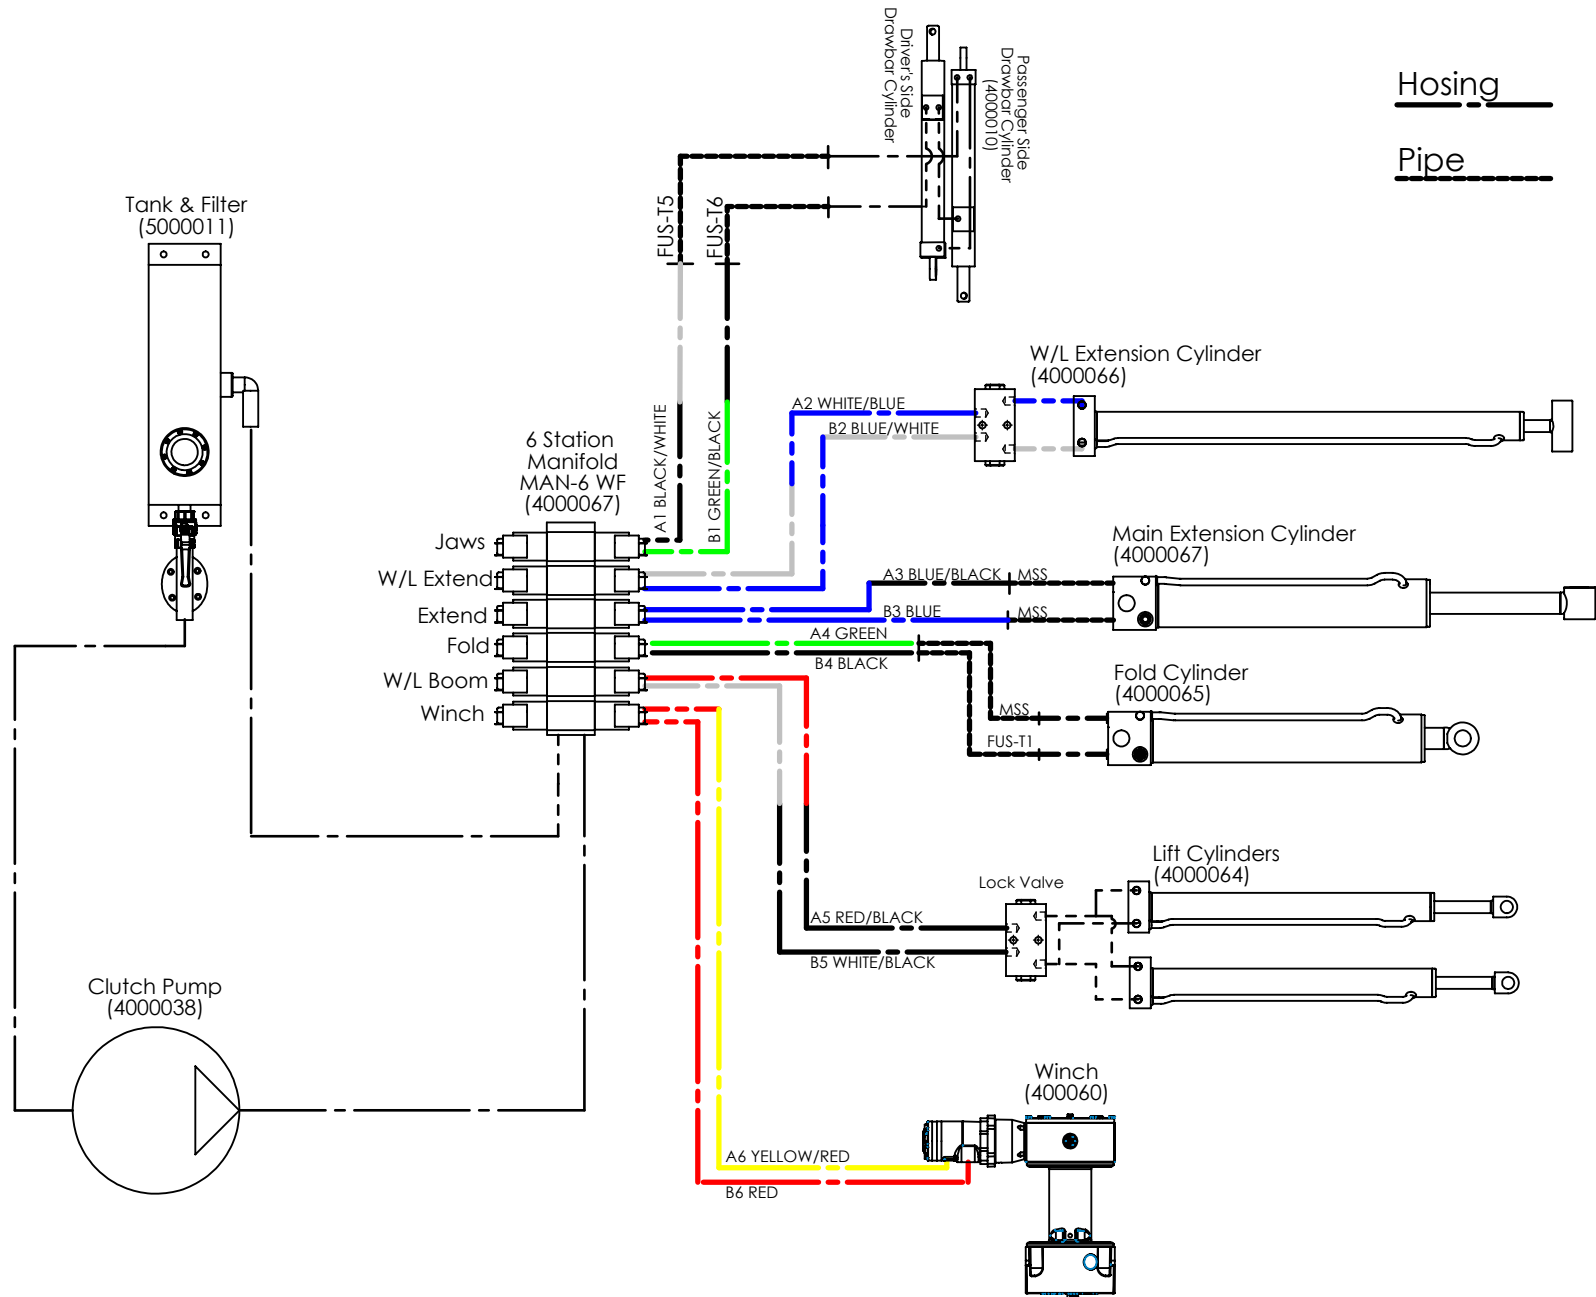 Driver's Side
Drawbar Cylinder
Passenger Side
Drawbar Cylinder
(4000010)
Hosing
Pipe
Tank & Filter
(5000011)
FUS-T5
FUS-T6
A1 BLACK/WHITE
B1 GREEN/BLACK
W/L Extension Cylinder
(4000066)
A2 WHITE/BLUE
B2 BLUE/WHITE
6 Station
Manifold
MAN-6 WF
(4000067)
Jaws
W/L Extend
Extend
Fold
W/L Boom
Winch
Main Extension Cylinder
(4000067)
A3 BLUE/BLACK
MSS
B3 BLUE
MSS
A4 GREEN
B4 BLACK
Fold Cylinder
(4000065)
MSS
FUS-T1
Lift Cylinders
(4000064)
Lock Valve
A5 RED/BLACK
B5 WHITE/BLACK
Clutch Pump
(4000038)
Winch
(400060)
A6 YELLOW/RED
B6 RED